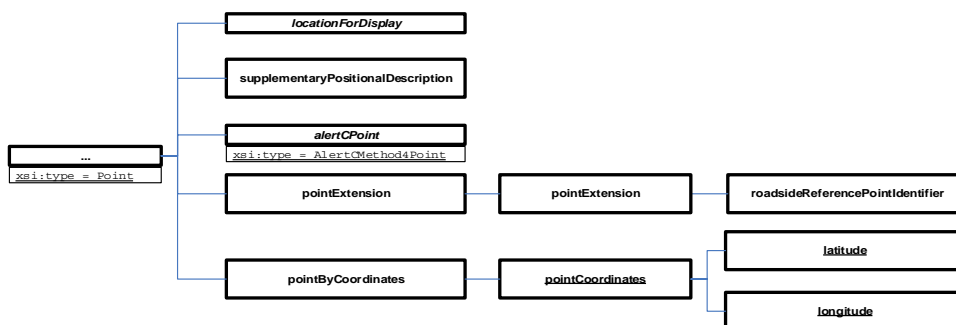 locationForDisplay
supplementaryPositionalDescription
alertCPoint
xsi:type = AlertCMethod4Point
...
xsi:type = Point
pointExtension
pointExtension
roadsideReferencePointIdentifier
latitude
pointByCoordinates
pointCoordinates
longitude